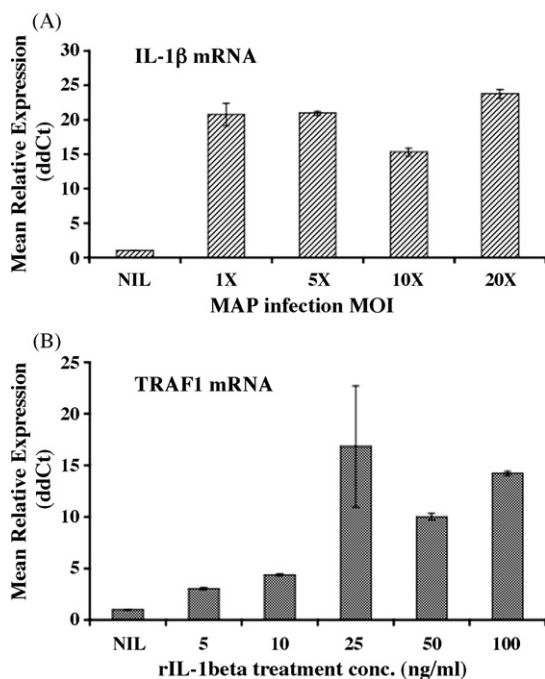 (A)
IL-1β mRNA
Mean Relative Expression
(ddCt)
30
25
20
15
10
5
0
NIL 1X 5X 10X 20X
MAP infection MOI
(B)
TRAF1 mRNA
Mean Relative Expression
(ddCt)
25
20
15
10
5
0
NIL 5 10 25 50 100
rIL-1beta treatment conc. (ng/ml)